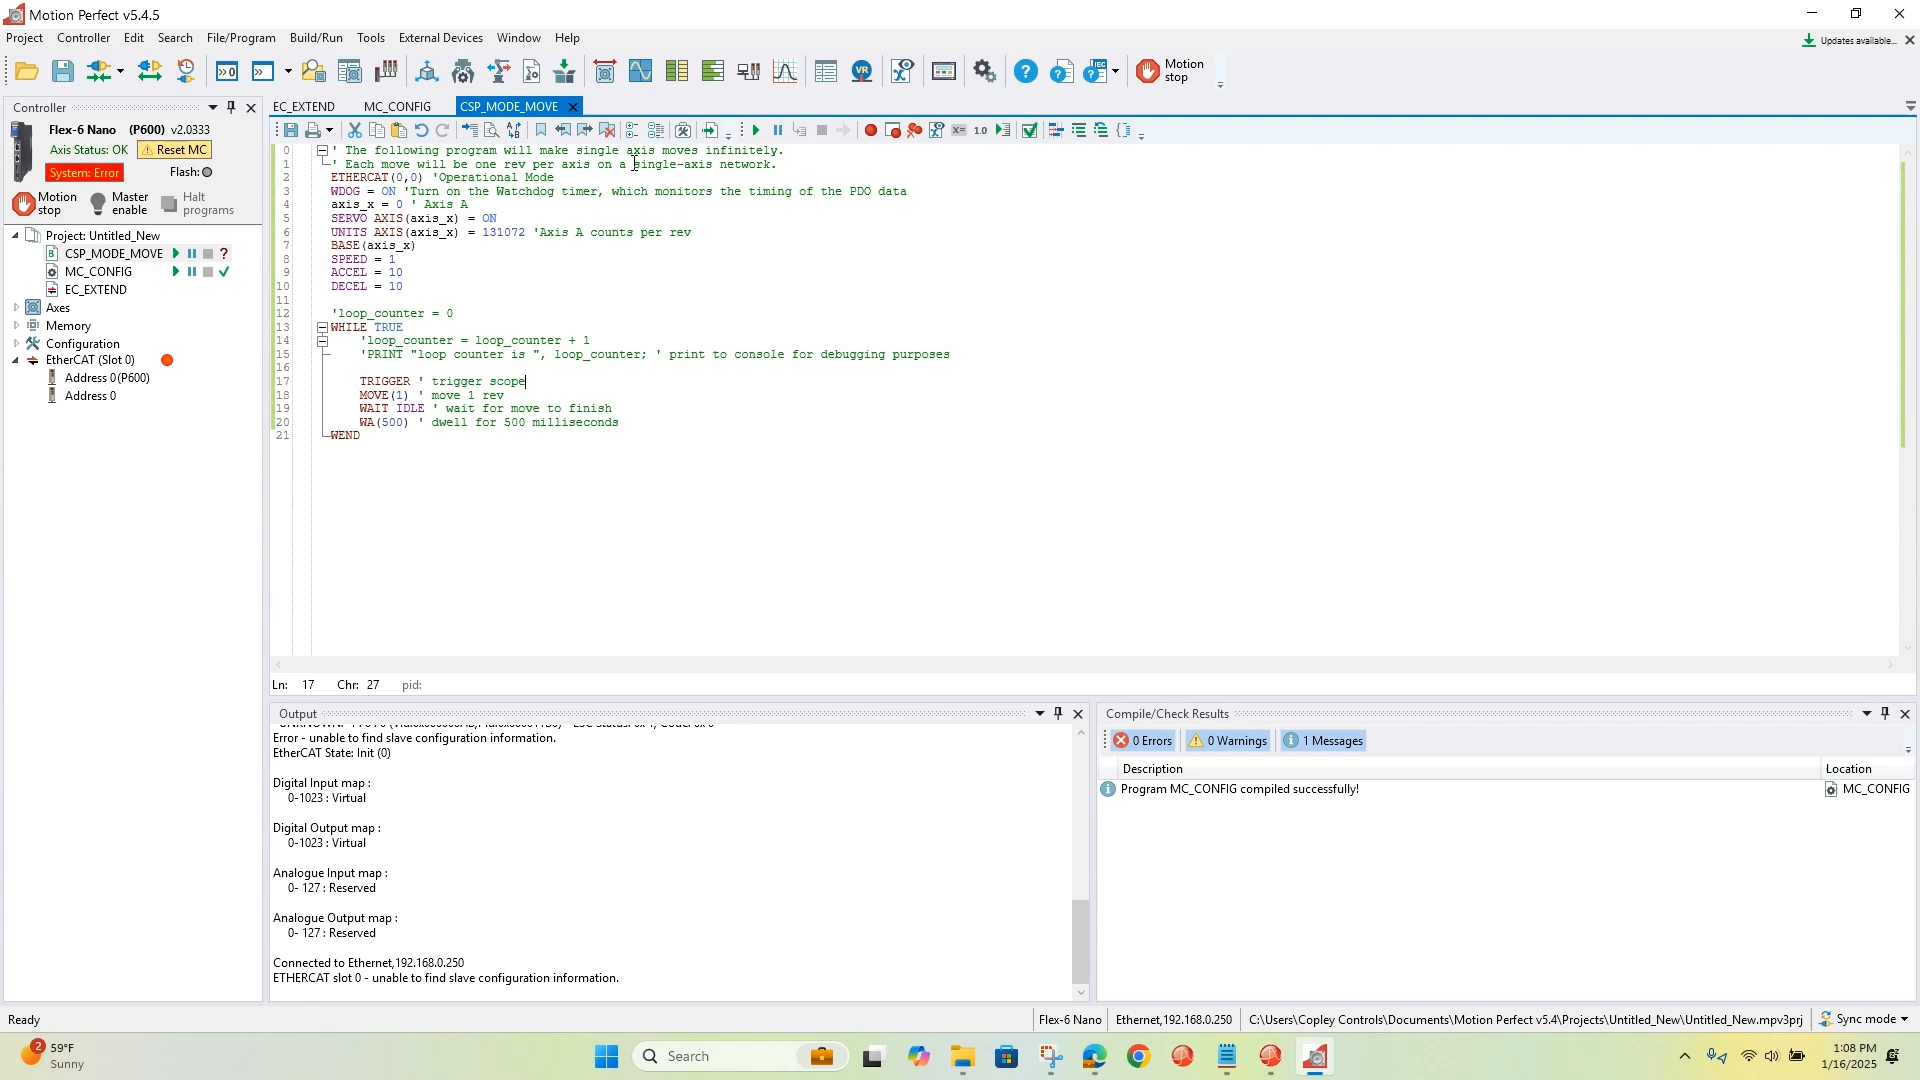 Motion Perfect v5.4.5
Project Controller Edit Search File/Program Build/Run Tools External Devices Window Help
Updates available...
Motion stop
Controller
Flex-6 Nano (P600) v2.0333
Axis Status: OK Reset MC
System: Error Flash:
Motion stop Master enable Halt programs
Project: Untitled_New
CSP_MODE_MOVE
MC_CONFIG
EC_EXTEND
Axes
Memory
Configuration
EtherCAT (Slot 0)
Address 0 (P600)
Address 0
EC_EXTEND MC_CONFIG CSP_MODE_MOVE
0 ' The following program will make single axis moves infinitely.
1 ' Each move will be one rev per axis on a single-axis network.
2 ETHERCAT(0,0) 'Operational Mode
3 WDOG = ON 'Turn on the Watchdog timer, which monitors the timing of the PDO data
4 axis_x = 0 ' Axis A
5 SERVO AXIS(axis_x) = ON
6 UNITS AXIS(axis_x) = 131072 'Axis A counts per rev
7 BASE(axis_x)
8 SPEED = 1
9 ACCEL = 10
10 DECEL = 10
11
12 'loop_counter = 0
13 WHILE TRUE
14 'loop_counter = loop_counter + 1
15 'PRINT "loop counter is ", loop_counter; ' print to console for debugging purposes
16
17 TRIGGER ' trigger scope
18 MOVE(1) ' move 1 rev
19 WAIT IDLE ' wait for move to finish
20 WA(500) ' dwell for 500 milliseconds
21 WEND
Ln: 17 Chr: 27 pid:
Output
Error - unable to find slave configuration information.
EtherCAT State: Init (0)
Digital Input map :
0-1023 : Virtual
Digital Output map :
0-1023 : Virtual
Analogue Input map :
0- 127 : Reserved
Analogue Output map :
0- 127 : Reserved
Connected to Ethernet,192.168.0.250
ETHERCAT slot 0 - unable to find slave configuration information.
Compile/Check Results
0 Errors 0 Warnings 1 Messages
Description Location
Program MC_CONFIG compiled successfully! MC_CONFIG
Ready Flex-6 Nano Ethernet,192.168.0.250 C:\Users\Copley Controls\Documents\Motion Perfect v5.4\Projects\Untitled_New\Untitled_New.mpv3prj Sync mode
2 59°F
Sunny
Search
1:08 PM
1/16/2025